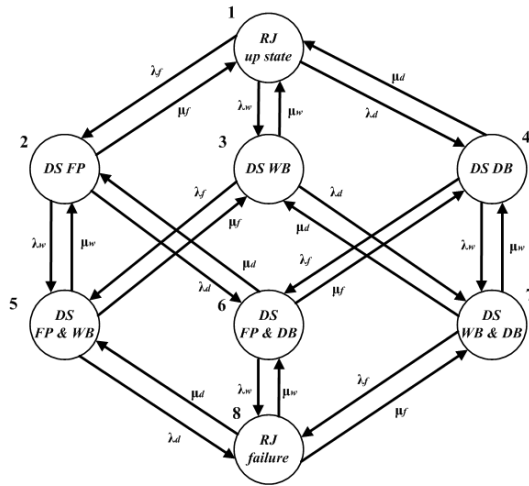 1
RJ
up state
λf
μf
λw
μw
λd
μd
2
DS FP
3
DS WB
4
DS DB
λw
μw
λd
μd
λf
μf
λd
μd
λf
μf
λw
μw
5
DS
FP & WB
6
DS
FP & DB
7
DS
WB & DB
λd
μd
λw
μw
λf
μf
8
RJ
failure